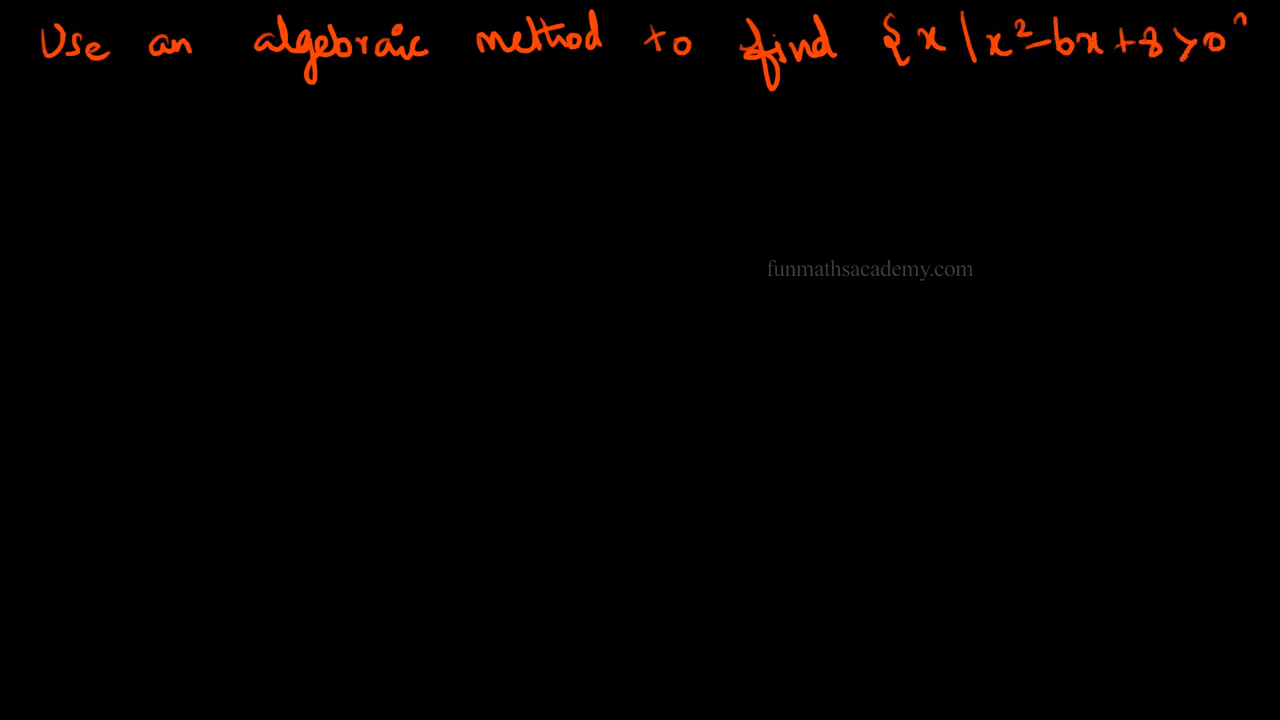 Use an algebraic method to find {x | x² - 6x + 8 > 0
funmathsacademy.com